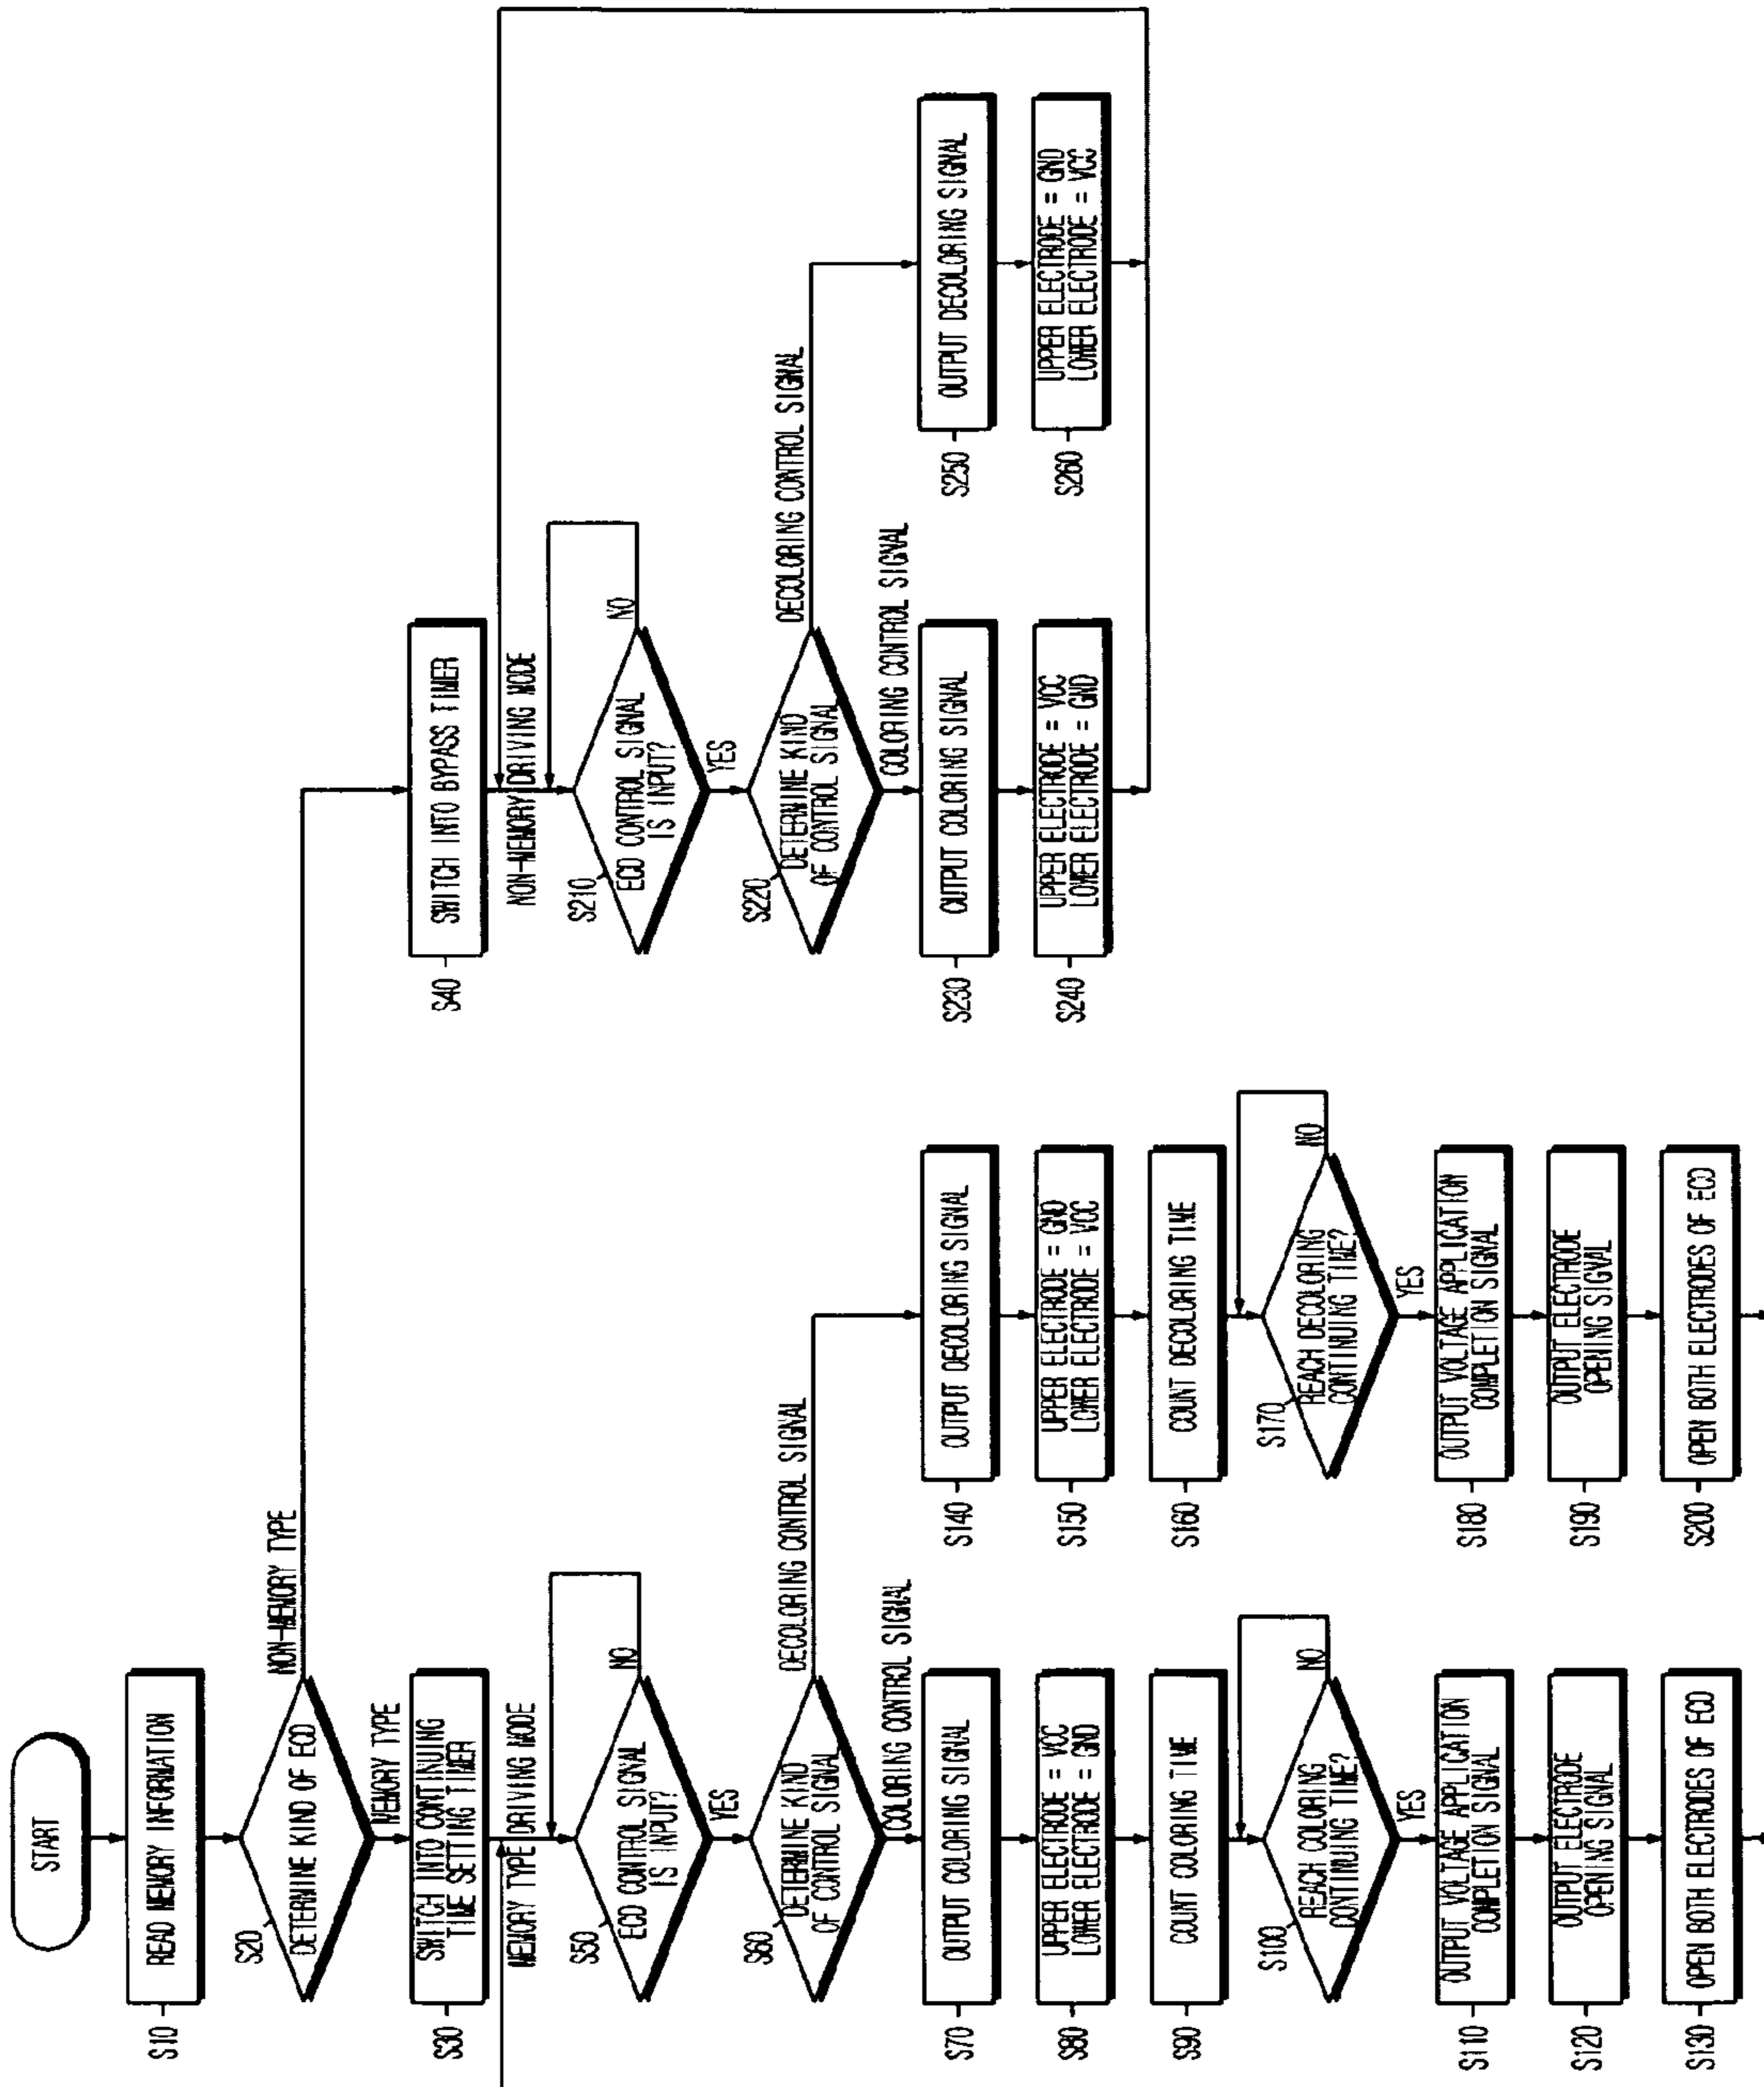 START
S10
READ MEMORY INFORMATION
S20
DETERMINE KIND OF ECD
NON-MEMORY TYPE
MEMORY TYPE
S30
SWITCH INTO CONTINUING
TIME SETTING TIMER
MEMORY TYPE DRIVING MODE
S50
ECD CONTROL SIGNAL
IS INPUT?
NO
YES
S60
DETERMINE KIND
OF CONTROL SIGNAL
DECOLORING CONTROL SIGNAL
COLORING CONTROL SIGNAL
S70
OUTPUT COLORING SIGNAL
S80
UPPER ELECTRODE = VCC
LOWER ELECTRODE = GND
S90
COUNT COLORING TIME
S100
REACH COLORING
CONTINUING TIME?
NO
YES
S110
OUTPUT VOLTAGE APPLICATION
COMPLETION SIGNAL
S120
OUTPUT ELECTRODE
OPENING SIGNAL
S130
OPEN BOTH ELECTRODES OF ECD
S140
OUTPUT DECOLORING SIGNAL
S150
UPPER ELECTRODE = GND
LOWER ELECTRODE = VCC
S160
COUNT DECOLORING TIME
S170
REACH DECOLORING
CONTINUING TIME?
NO
YES
S180
OUTPUT VOLTAGE APPLICATION
COMPLETION SIGNAL
S190
OUTPUT ELECTRODE
OPENING SIGNAL
S200
OPEN BOTH ELECTRODES OF ECD
S40
SWITCH INTO BYPASS TIMER
NON-MEMORY DRIVING MODE
S210
ECD CONTROL SIGNAL
IS INPUT?
NO
YES
S220
DETERMINE KIND
OF CONTROL SIGNAL
DECOLORING CONTROL SIGNAL
COLORING CONTROL SIGNAL
S230
OUTPUT COLORING SIGNAL
S240
UPPER ELECTRODE = VCC
LOWER ELECTRODE = GND
S250
OUTPUT DECOLORING SIGNAL
S260
UPPER ELECTRODE = GND
LOWER ELECTRODE = VCC